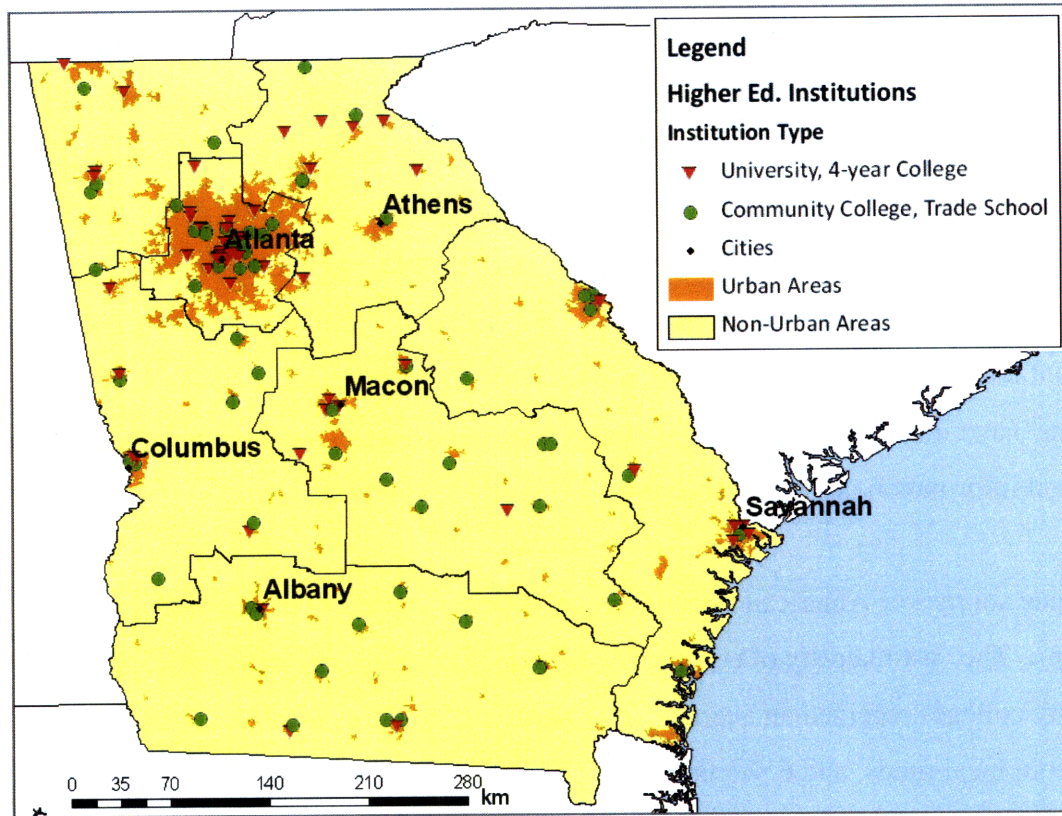 Legend
Higher Ed. Institutions
Institution Type
University, 4-year College
Community College, Trade School
Cities
Urban Areas
Non-Urban Areas
Athens
Atlanta
Macon
Columbus
Savannah
Albany
0 35 70 140 210 280
km